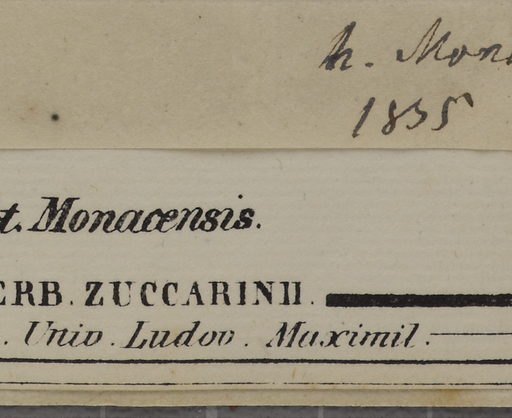 h. Mon
1835
t. Monacensis.
ERB. ZUCCARINII.
. Univ. Ludov. Maximil.